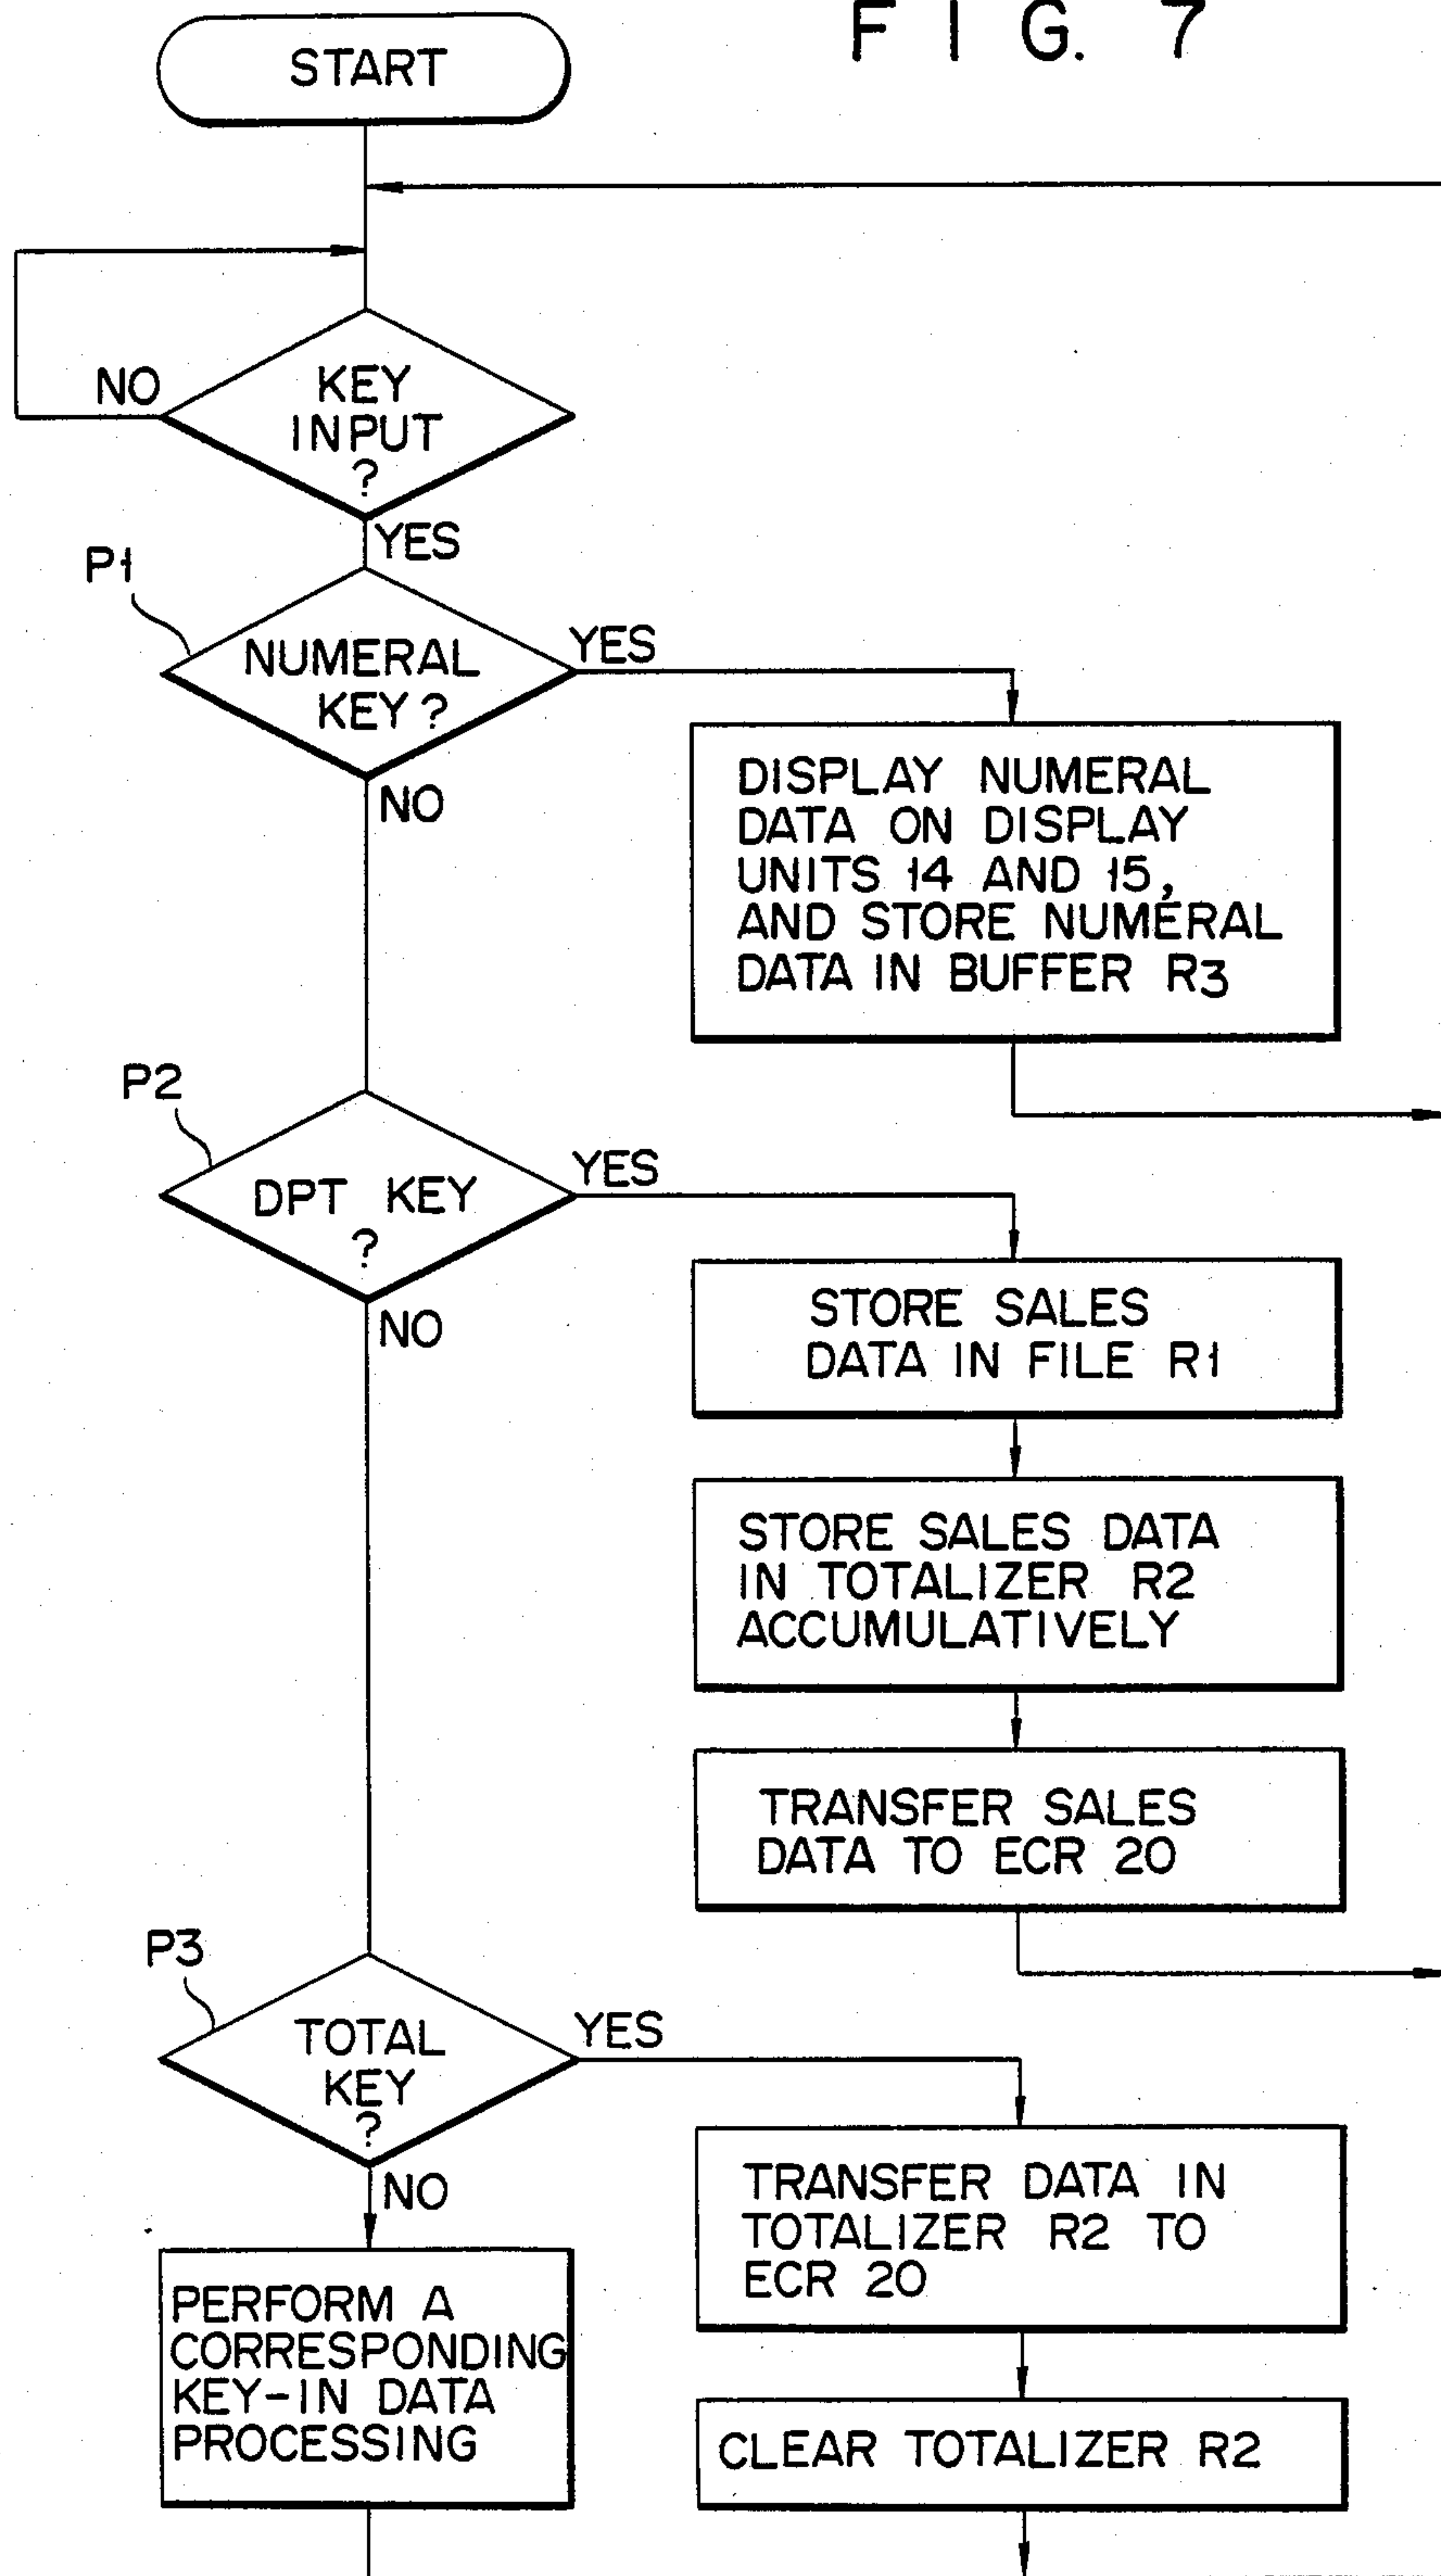 F I G. 7
START
KEY
INPUT
?
NO
YES
P1
NUMERAL
KEY?
YES
NO
DISPLAY NUMERAL
DATA ON DISPLAY
UNITS 14 AND 15,
AND STORE NUMERAL
DATA IN BUFFER R3
P2
DPT KEY
?
YES
NO
STORE SALES
DATA IN FILE R1
STORE SALES DATA
IN TOTALIZER R2
ACCUMULATIVELY
TRANSFER SALES
DATA TO ECR 20
P3
TOTAL
KEY
?
YES
NO
TRANSFER DATA IN
TOTALIZER R2 TO
ECR 20
PERFORM A
CORRESPONDING
KEY-IN DATA
PROCESSING
CLEAR TOTALIZER R2